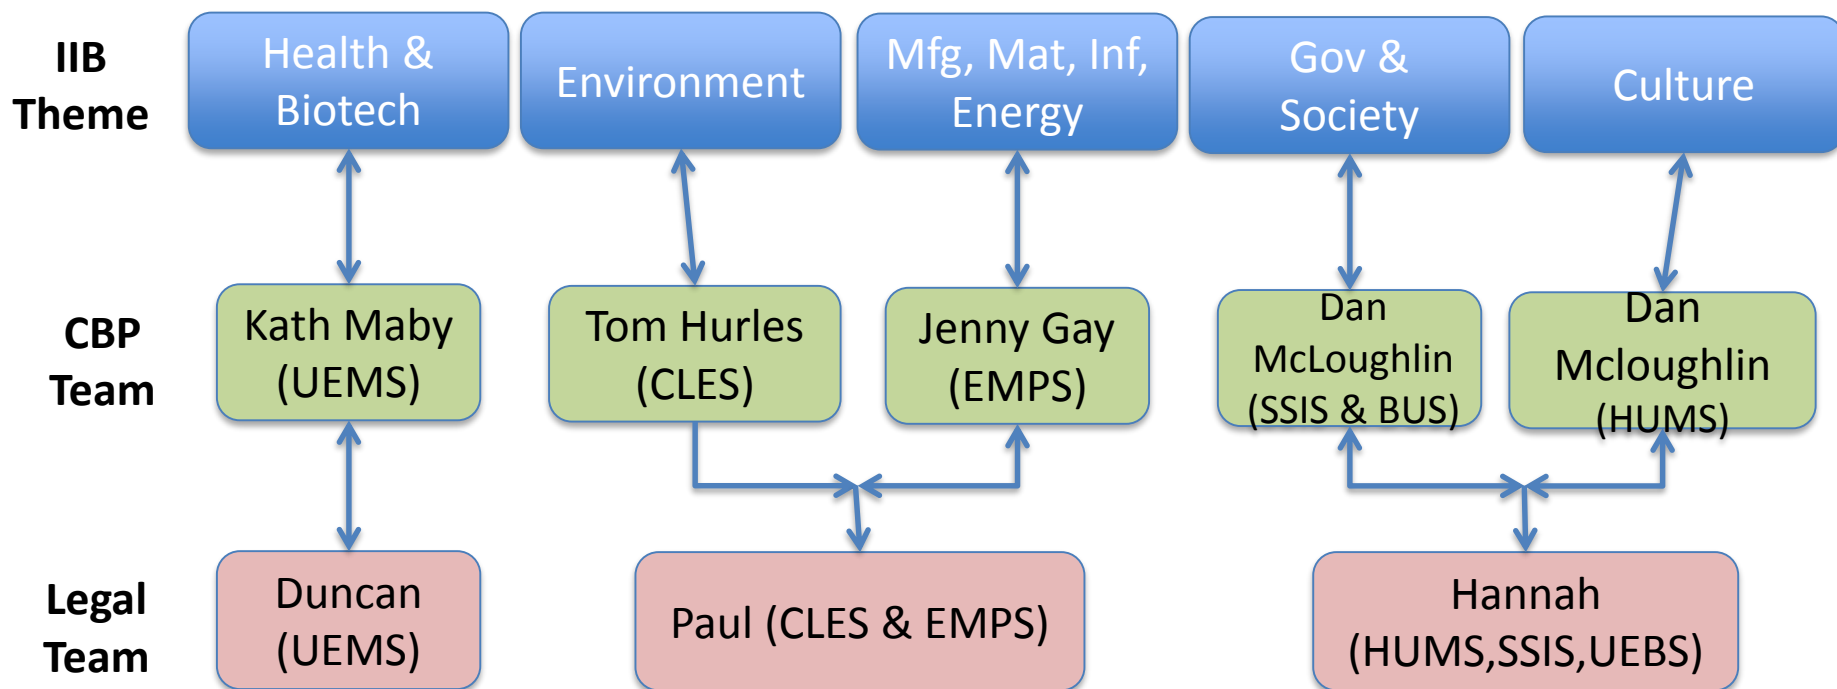 IIB
Theme
Health &
Biotech
Environment
Mfg, Mat, Inf,
Energy
Gov &
Society
Culture
CBP
Team
Kath Maby
(UEMS)
Tom Hurles
(CLES)
Jenny Gay
(EMPS)
Dan
McLoughlin
(SSIS & BUS)
Dan
Mcloughlin
(HUMS)
Legal
Team
Duncan
(UEMS)
Paul (CLES & EMPS)
Hannah
(HUMS,SSIS,UEBS)